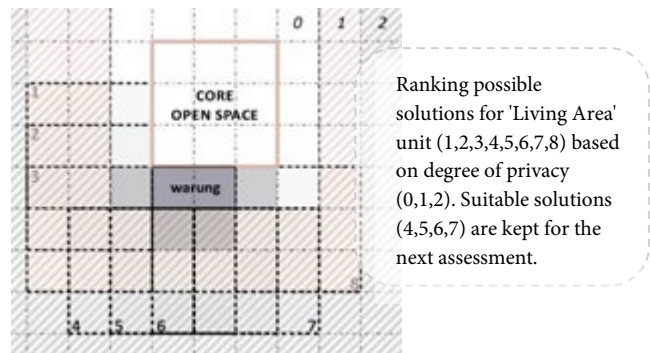 0 1 2
1
CORE
OPEN SPACE
2
3
warung
8
4 5 6 7
Ranking possible
solutions for 'Living Area'
unit (1,2,3,4,5,6,7,8) based
on degree of privacy
(0,1,2). Suitable solutions
(4,5,6,7) are kept for the
next assessment.